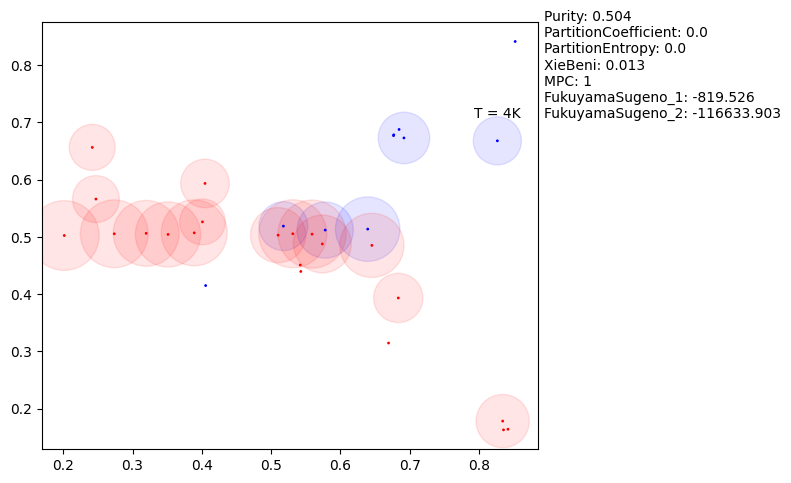 Purity: 0.504
PartitionCoefficient: 0.0
PartitionEntropy: 0.0
XieBeni: 0.013
MPC: 1
FukuyamaSugeno_1: -819.526
FukuyamaSugeno_2: -116633.903
T = 4K
0.8
0.7
0.6
0.5
0.4
0.3
0.2
0.2 0.3 0.4 0.5 0.6 0.7 0.8